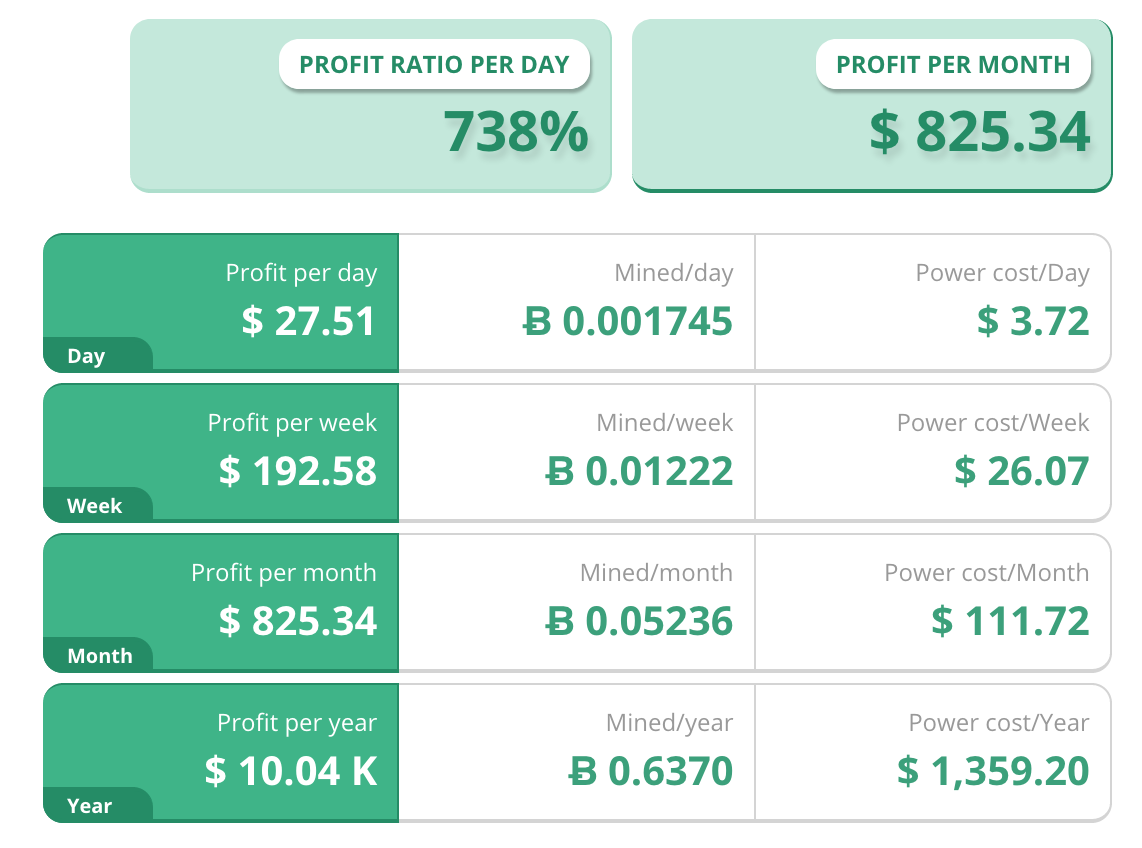 PROFIT RATIO PER DAY
738%
PROFIT PER MONTH
$ 825.34
Profit per day
$ 27.51
Day
Mined/day
Ƀ 0.001745
Power cost/Day
$ 3.72
Profit per week
$ 192.58
Week
Mined/week
Ƀ 0.01222
Power cost/Week
$ 26.07
Profit per month
$ 825.34
Month
Mined/month
Ƀ 0.05236
Power cost/Month
$ 111.72
Profit per year
$ 10.04 K
Year
Mined/year
Ƀ 0.6370
Power cost/Year
$ 1,359.20